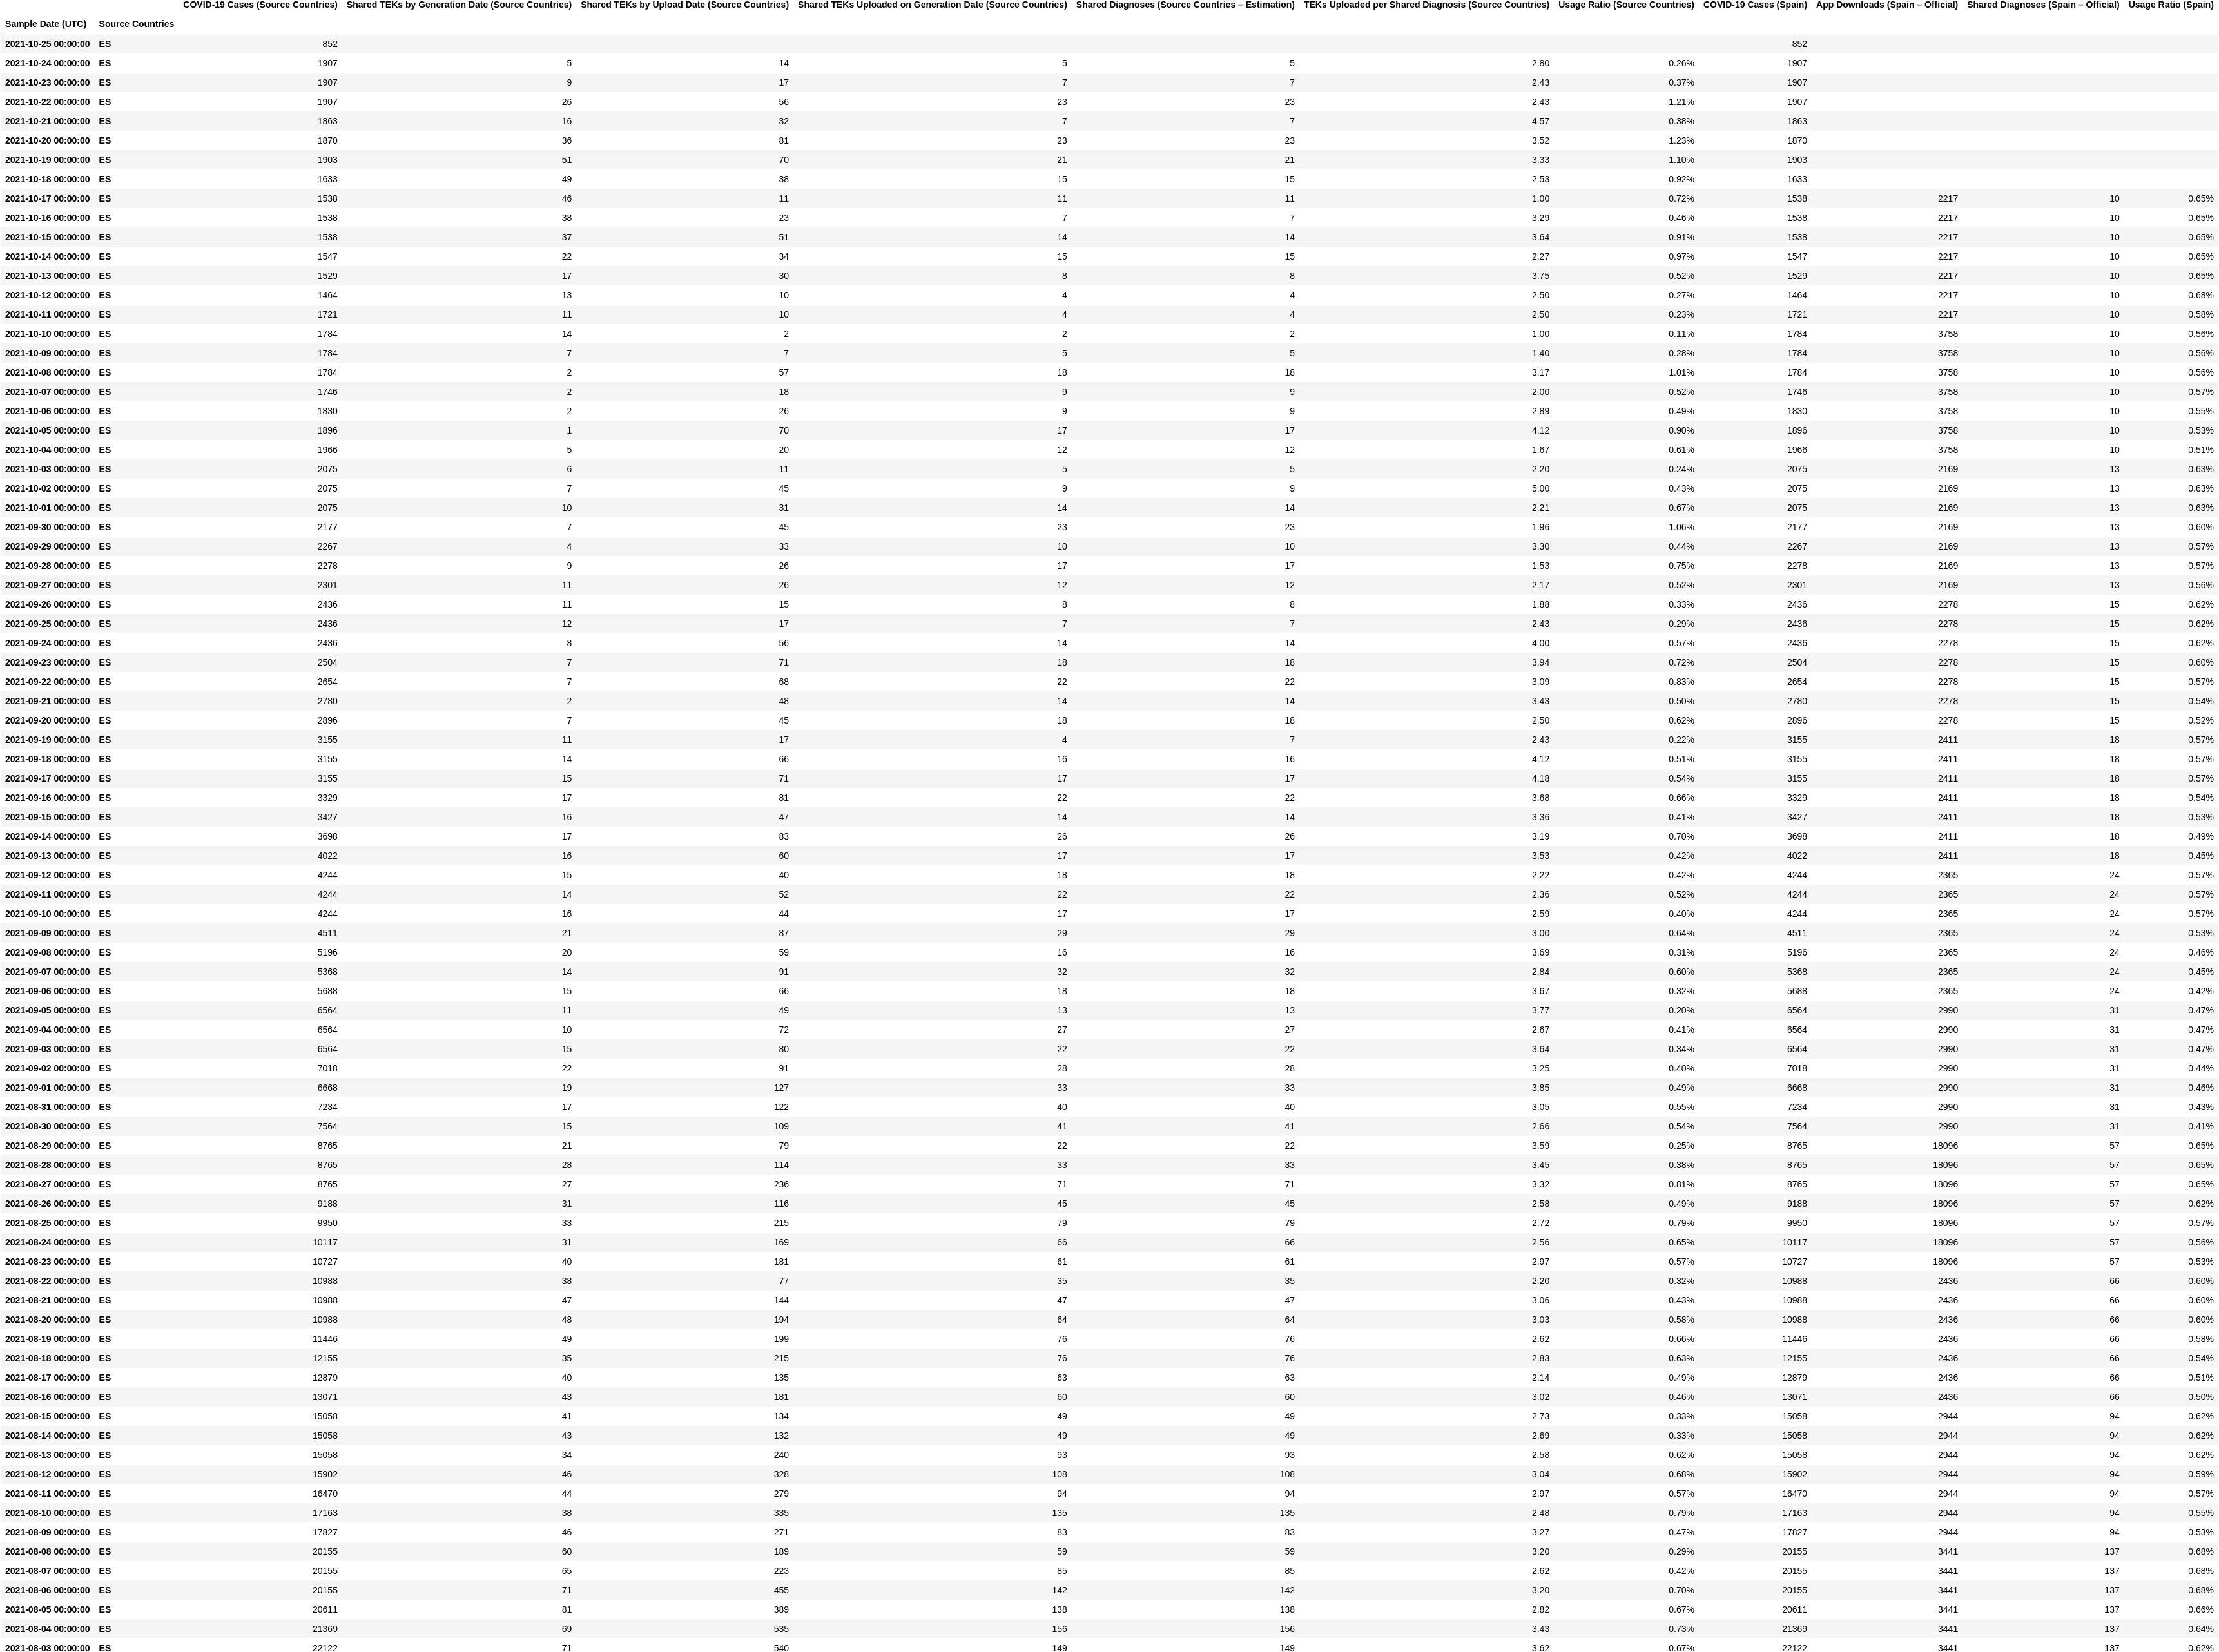 COVID-19 Cases (Source Countries) Shared TEKs by Generation Date (Source Countries) Shared TEKs by Upload Date (Source Countries) Shared TEKs Uploaded on Generation Date (Source Countries) Shared Diagnoses (Source Countries – Estimation) TEKs Uploaded per Shared Diagnosis (Source Countries) Usage Ratio (Source Countries) COVID-19 Cases (Spain) App Downloads (Spain – Official) Shared Diagnoses (Spain – Official) Usage Ratio (Spain)
Sample Date (UTC) Source Countries
2021-10-25 00:00:00 ES 852 852
2021-10-24 00:00:00 ES 1907 5 14 5 5 2.80 0.26% 1907
2021-10-23 00:00:00 ES 1907 9 17 7 7 2.43 0.37% 1907
2021-10-22 00:00:00 ES 1907 26 56 23 23 2.43 1.21% 1907
2021-10-21 00:00:00 ES 1863 16 32 7 7 4.57 0.38% 1863
2021-10-20 00:00:00 ES 1870 36 81 23 23 3.52 1.23% 1870
2021-10-19 00:00:00 ES 1903 51 70 21 21 3.33 1.10% 1903
2021-10-18 00:00:00 ES 1633 49 38 15 15 2.53 0.92% 1633
2021-10-17 00:00:00 ES 1538 46 11 11 11 1.00 0.72% 1538 2217 10 0.65%
2021-10-16 00:00:00 ES 1538 38 23 7 7 3.29 0.46% 1538 2217 10 0.65%
2021-10-15 00:00:00 ES 1538 37 51 14 14 3.64 0.91% 1538 2217 10 0.65%
2021-10-14 00:00:00 ES 1547 22 34 15 15 2.27 0.97% 1547 2217 10 0.65%
2021-10-13 00:00:00 ES 1529 17 30 8 8 3.75 0.52% 1529 2217 10 0.65%
2021-10-12 00:00:00 ES 1464 13 10 4 4 2.50 0.27% 1464 2217 10 0.68%
2021-10-11 00:00:00 ES 1721 11 10 4 4 2.50 0.23% 1721 2217 10 0.58%
2021-10-10 00:00:00 ES 1784 14 2 2 2 1.00 0.11% 1784 3758 10 0.56%
2021-10-09 00:00:00 ES 1784 7 7 5 5 1.40 0.28% 1784 3758 10 0.56%
2021-10-08 00:00:00 ES 1784 2 57 18 18 3.17 1.01% 1784 3758 10 0.56%
2021-10-07 00:00:00 ES 1746 2 18 9 9 2.00 0.52% 1746 3758 10 0.57%
2021-10-06 00:00:00 ES 1830 2 26 9 9 2.89 0.49% 1830 3758 10 0.55%
2021-10-05 00:00:00 ES 1896 1 70 17 17 4.12 0.90% 1896 3758 10 0.53%
2021-10-04 00:00:00 ES 1966 5 20 12 12 1.67 0.61% 1966 3758 10 0.51%
2021-10-03 00:00:00 ES 2075 6 11 5 5 2.20 0.24% 2075 2169 13 0.63%
2021-10-02 00:00:00 ES 2075 7 45 9 9 5.00 0.43% 2075 2169 13 0.63%
2021-10-01 00:00:00 ES 2075 10 31 14 14 2.21 0.67% 2075 2169 13 0.63%
2021-09-30 00:00:00 ES 2177 7 45 23 23 1.96 1.06% 2177 2169 13 0.60%
2021-09-29 00:00:00 ES 2267 4 33 10 10 3.30 0.44% 2267 2169 13 0.57%
2021-09-28 00:00:00 ES 2278 9 26 17 17 1.53 0.75% 2278 2169 13 0.57%
2021-09-27 00:00:00 ES 2301 11 26 12 12 2.17 0.52% 2301 2169 13 0.56%
2021-09-26 00:00:00 ES 2436 11 15 8 8 1.88 0.33% 2436 2278 15 0.62%
2021-09-25 00:00:00 ES 2436 12 17 7 7 2.43 0.29% 2436 2278 15 0.62%
2021-09-24 00:00:00 ES 2436 8 56 14 14 4.00 0.57% 2436 2278 15 0.62%
2021-09-23 00:00:00 ES 2504 7 71 18 18 3.94 0.72% 2504 2278 15 0.60%
2021-09-22 00:00:00 ES 2654 7 68 22 22 3.09 0.83% 2654 2278 15 0.57%
2021-09-21 00:00:00 ES 2780 2 48 14 14 3.43 0.50% 2780 2278 15 0.54%
2021-09-20 00:00:00 ES 2896 7 45 18 18 2.50 0.62% 2896 2278 15 0.52%
2021-09-19 00:00:00 ES 3155 11 17 4 7 2.43 0.22% 3155 2411 18 0.57%
2021-09-18 00:00:00 ES 3155 14 66 16 16 4.12 0.51% 3155 2411 18 0.57%
2021-09-17 00:00:00 ES 3155 15 71 17 17 4.18 0.54% 3155 2411 18 0.57%
2021-09-16 00:00:00 ES 3329 17 81 22 22 3.68 0.66% 3329 2411 18 0.54%
2021-09-15 00:00:00 ES 3427 16 47 14 14 3.36 0.41% 3427 2411 18 0.53%
2021-09-14 00:00:00 ES 3698 17 83 26 26 3.19 0.70% 3698 2411 18 0.49%
2021-09-13 00:00:00 ES 4022 16 60 17 17 3.53 0.42% 4022 2411 18 0.45%
2021-09-12 00:00:00 ES 4244 15 40 18 18 2.22 0.42% 4244 2365 24 0.57%
2021-09-11 00:00:00 ES 4244 14 52 22 22 2.36 0.52% 4244 2365 24 0.57%
2021-09-10 00:00:00 ES 4244 16 44 17 17 2.59 0.40% 4244 2365 24 0.57%
2021-09-09 00:00:00 ES 4511 21 87 29 29 3.00 0.64% 4511 2365 24 0.53%
2021-09-08 00:00:00 ES 5196 20 59 16 16 3.69 0.31% 5196 2365 24 0.46%
2021-09-07 00:00:00 ES 5368 14 91 32 32 2.84 0.60% 5368 2365 24 0.45%
2021-09-06 00:00:00 ES 5688 15 66 18 18 3.67 0.32% 5688 2365 24 0.42%
2021-09-05 00:00:00 ES 6564 11 49 13 13 3.77 0.20% 6564 2990 31 0.47%
2021-09-04 00:00:00 ES 6564 10 72 27 27 2.67 0.41% 6564 2990 31 0.47%
2021-09-03 00:00:00 ES 6564 15 80 22 22 3.64 0.34% 6564 2990 31 0.47%
2021-09-02 00:00:00 ES 7018 22 91 28 28 3.25 0.40% 7018 2990 31 0.44%
2021-09-01 00:00:00 ES 6668 19 127 33 33 3.85 0.49% 6668 2990 31 0.46%
2021-08-31 00:00:00 ES 7234 17 122 40 40 3.05 0.55% 7234 2990 31 0.43%
2021-08-30 00:00:00 ES 7564 15 109 41 41 2.66 0.54% 7564 2990 31 0.41%
2021-08-29 00:00:00 ES 8765 21 79 22 22 3.59 0.25% 8765 18096 57 0.65%
2021-08-28 00:00:00 ES 8765 28 114 33 33 3.45 0.38% 8765 18096 57 0.65%
2021-08-27 00:00:00 ES 8765 27 236 71 71 3.32 0.81% 8765 18096 57 0.65%
2021-08-26 00:00:00 ES 9188 31 116 45 45 2.58 0.49% 9188 18096 57 0.62%
2021-08-25 00:00:00 ES 9950 33 215 79 79 2.72 0.79% 9950 18096 57 0.57%
2021-08-24 00:00:00 ES 10117 31 169 66 66 2.56 0.65% 10117 18096 57 0.56%
2021-08-23 00:00:00 ES 10727 40 181 61 61 2.97 0.57% 10727 18096 57 0.53%
2021-08-22 00:00:00 ES 10988 38 77 35 35 2.20 0.32% 10988 2436 66 0.60%
2021-08-21 00:00:00 ES 10988 47 144 47 47 3.06 0.43% 10988 2436 66 0.60%
2021-08-20 00:00:00 ES 10988 48 194 64 64 3.03 0.58% 10988 2436 66 0.60%
2021-08-19 00:00:00 ES 11446 49 199 76 76 2.62 0.66% 11446 2436 66 0.58%
2021-08-18 00:00:00 ES 12155 35 215 76 76 2.83 0.63% 12155 2436 66 0.54%
2021-08-17 00:00:00 ES 12879 40 135 63 63 2.14 0.49% 12879 2436 66 0.51%
2021-08-16 00:00:00 ES 13071 43 181 60 60 3.02 0.46% 13071 2436 66 0.50%
2021-08-15 00:00:00 ES 15058 41 134 49 49 2.73 0.33% 15058 2944 94 0.62%
2021-08-14 00:00:00 ES 15058 43 132 49 49 2.69 0.33% 15058 2944 94 0.62%
2021-08-13 00:00:00 ES 15058 34 240 93 93 2.58 0.62% 15058 2944 94 0.62%
2021-08-12 00:00:00 ES 15902 46 328 108 108 3.04 0.68% 15902 2944 94 0.59%
2021-08-11 00:00:00 ES 16470 44 279 94 94 2.97 0.57% 16470 2944 94 0.57%
2021-08-10 00:00:00 ES 17163 38 335 135 135 2.48 0.79% 17163 2944 94 0.55%
2021-08-09 00:00:00 ES 17827 46 271 83 83 3.27 0.47% 17827 2944 94 0.53%
2021-08-08 00:00:00 ES 20155 60 189 59 59 3.20 0.29% 20155 3441 137 0.68%
2021-08-07 00:00:00 ES 20155 65 223 85 85 2.62 0.42% 20155 3441 137 0.68%
2021-08-06 00:00:00 ES 20155 71 455 142 142 3.20 0.70% 20155 3441 137 0.68%
2021-08-05 00:00:00 ES 20611 81 389 138 138 2.82 0.67% 20611 3441 137 0.66%
2021-08-04 00:00:00 ES 21369 69 535 156 156 3.43 0.73% 21369 3441 137 0.64%
2021-08-03 00:00:00 ES 22122 71 540 149 149 3.62 0.67% 22122 3441 137 0.62%